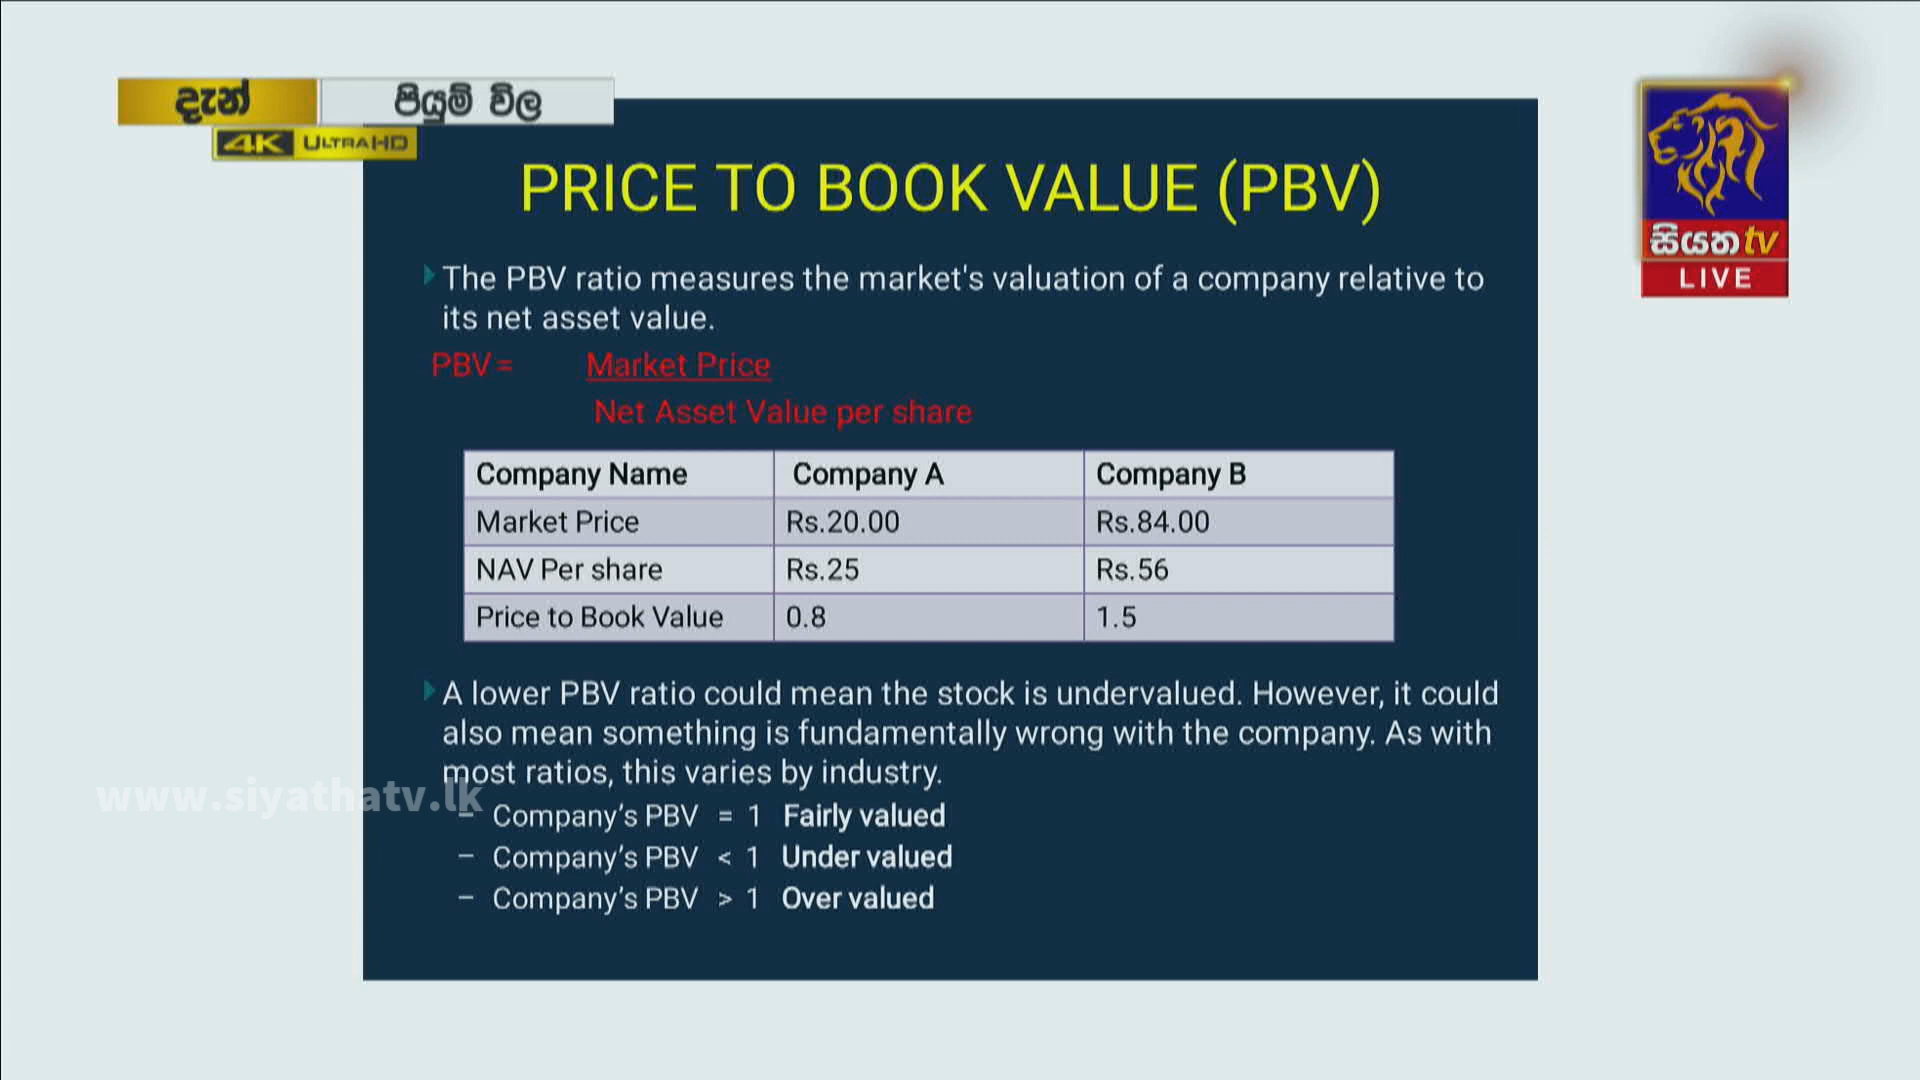 දැන් පියුම් විල
4K ULTRA HD
සියත tv
LIVE
PRICE TO BOOK VALUE (PBV)
The PBV ratio measures the market's valuation of a company relative to
its net asset value.
PBV = Market Price
Net Asset Value per share
Company Name Company A Company B
Market Price Rs.20.00 Rs.84.00
NAV Per share Rs.25 Rs.56
Price to Book Value 0.8 1.5
A lower PBV ratio could mean the stock is undervalued. However, it could
also mean something is fundamentally wrong with the company. As with
most ratios, this varies by industry.
www.siyathatv.lk
– Company's PBV = 1 Fairly valued
– Company's PBV < 1 Under valued
– Company's PBV > 1 Over valued